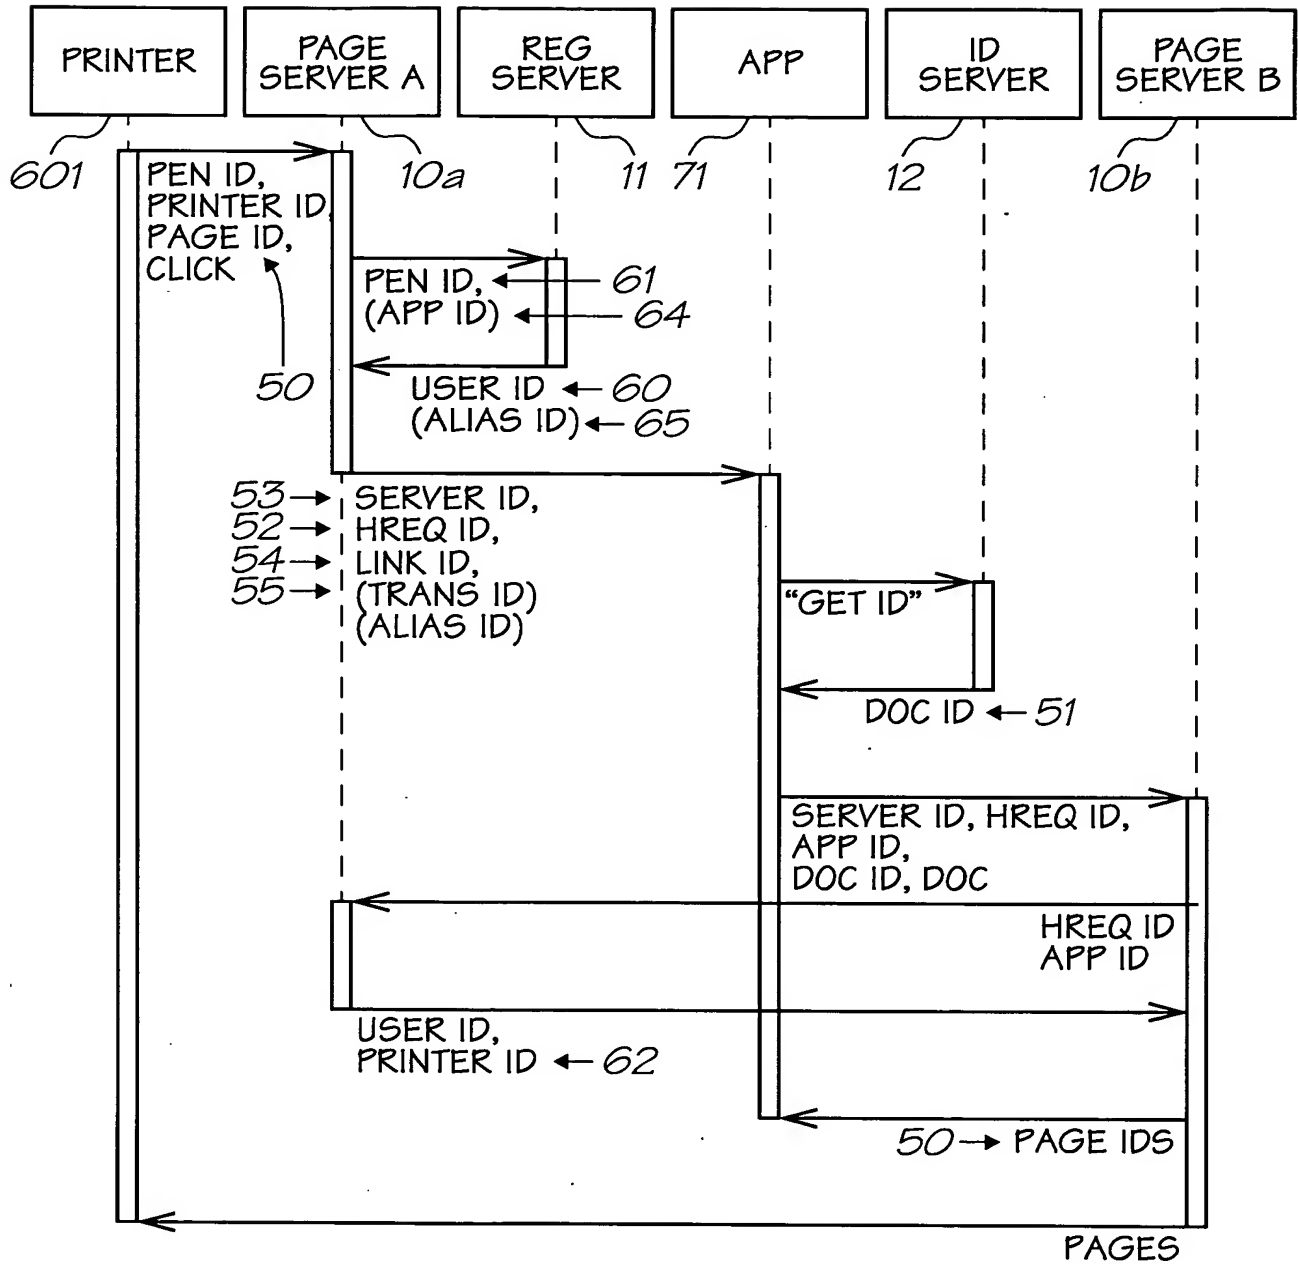 PRINTER
PAGE
SERVER A
REG
SERVER
APP
ID
SERVER
PAGE
SERVER B
601
10a
11
71
12
10b
PEN ID,
PRINTER ID
PAGE ID,
CLICK
50
PEN ID, 61
(APP ID) 64
USER ID 60
(ALIAS ID) 65
53 SERVER ID,
52 HREQ ID,
54 LINK ID,
55 (TRANS ID)
(ALIAS ID)
“GET ID”
DOC ID 51
SERVER ID, HREQ ID,
APP ID,
DOC ID, DOC
HREQ ID
APP ID
USER ID,
PRINTER ID 62
50 PAGE IDS
PAGES